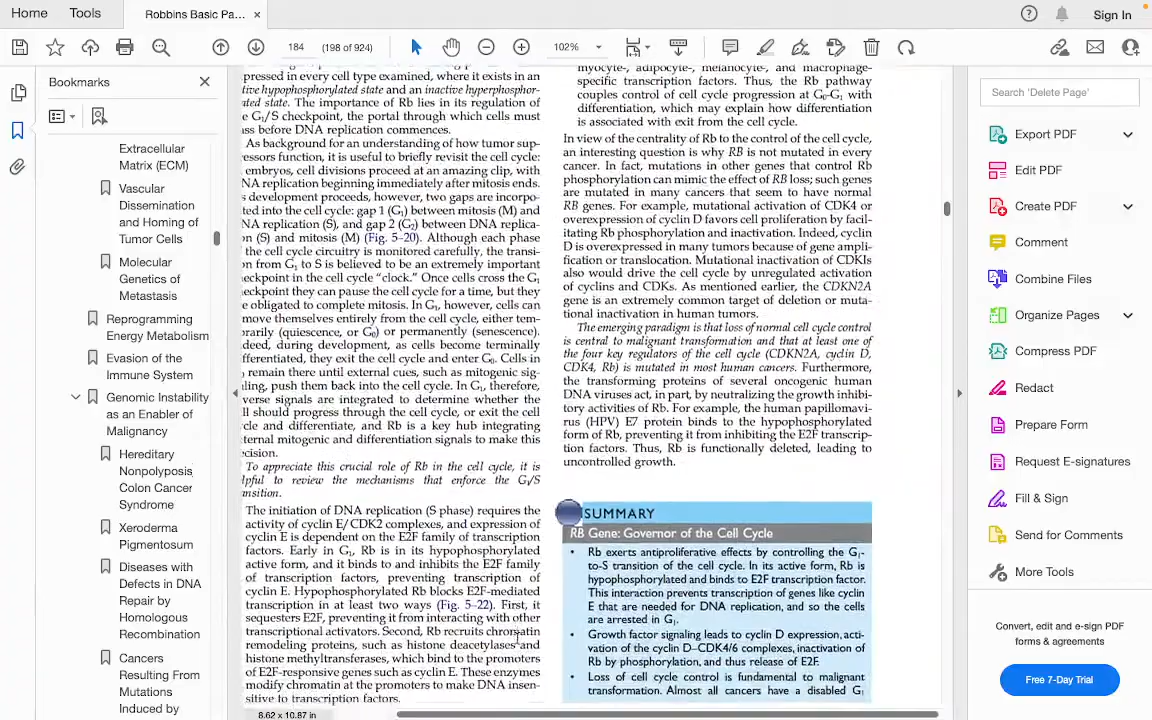 Home
Tools
Robbins Basic Pa...
Sign In
184
(198 of 924)
102%
Bookmarks
Extracellular
Matrix (ECM)
Vascular
Dissemination
and Homing of
Tumor Cells
Molecular
Genetics of
Metastasis
Reprogramming
Energy Metabolism
Evasion of the
Immune System
Genomic Instability
as an Enabler of
Malignancy
Hereditary
Nonpolyposis
Colon Cancer
Syndrome
Xeroderma
Pigmentosum
Diseases with
Defects in DNA
Repair by
Homologous
Recombination
Cancers
Resulting From
Mutations
Induced by
pressed in every cell type examined, where it exists in an
tive hypophosphorylated state and an inactive hyperphosphor-
ated state. The importance of Rb lies in its regulation of
e G₁/S checkpoint, the portal through which cells must
ss before DNA replication commences.
As background for an understanding of how tumor sup-
essors function, it is useful to briefly revisit the cell cycle:
embryos, cell divisions proceed at an amazing clip, with
NA replication beginning immediately after mitosis ends.
s development proceeds, however, two gaps are incorpo-
ted into the cell cycle: gap 1 (G₁) between mitosis (M) and
NA replication (S), and gap 2 (G₂) between DNA replica-
on (S) and mitosis (M) (Fig. 5–20). Although each phase
the cell cycle circuitry is monitored carefully, the transi-
on from G₁ to S is believed to be an extremely important
eckpoint in the cell cycle “clock.” Once cells cross the G₁
eckpoint they can pause the cell cycle for a time, but they
e obligated to complete mitosis. In G₁, however, cells can
move themselves entirely from the cell cycle, either tem-
rarily (quiescence, or G₀) or permanently (senescence).
deed, during development, as cells become terminally
fferentiated, they exit the cell cycle and enter G₀. Cells in
remain there until external cues, such as mitogenic sig-
ling, push them back into the cell cycle. In G₁, therefore,
verse signals are integrated to determine whether the
ll should progress through the cell cycle, or exit the cell
cle and differentiate, and Rb is a key hub integrating
ternal mitogenic and differentiation signals to make this
ecision.
To appreciate this crucial role of Rb in the cell cycle, it is
lpful to review the mechanisms that enforce the G₁/S
nsition.
The initiation of DNA replication (S phase) requires the
activity of cyclin E/CDK2 complexes, and expression of
cyclin E is dependent on the E2F family of transcription
factors. Early in G₁, Rb is in its hypophosphorylated
active form, and it binds to and inhibits the E2F family
of transcription factors, preventing transcription of
cyclin E. Hypophosphorylated Rb blocks E2F-mediated
transcription in at least two ways (Fig. 5–22). First, it
sequesters E2F, preventing it from interacting with other
transcriptional activators. Second, Rb recruits chromatin
remodeling proteins, such as histone deacetylases and
histone methyltransferases, which bind to the promoters
of E2F-responsive genes such as cyclin E. These enzymes
modify chromatin at the promoters to make DNA insen-
sitive to transcription factors.
myocyte-, adipocyte-, melanocyte-, and macrophage-
specific transcription factors. Thus, the Rb pathway
couples control of cell cycle progression at G₀-G₁ with
differentiation, which may explain how differentiation
is associated with exit from the cell cycle.
In view of the centrality of Rb to the control of the cell cycle,
an interesting question is why RB is not mutated in every
cancer. In fact, mutations in other genes that control Rb
phosphorylation can mimic the effect of RB loss; such genes
are mutated in many cancers that seem to have normal
RB genes. For example, mutational activation of CDK4 or
overexpression of cyclin D favors cell proliferation by facil-
itating Rb phosphorylation and inactivation. Indeed, cyclin
D is overexpressed in many tumors because of gene ampli-
fication or translocation. Mutational inactivation of CDKIs
also would drive the cell cycle by unregulated activation
of cyclins and CDKs. As mentioned earlier, the CDKN2A
gene is an extremely common target of deletion or muta-
tional inactivation in human tumors.
The emerging paradigm is that loss of normal cell cycle control
is central to malignant transformation and that at least one of
the four key regulators of the cell cycle (CDKN2A, cyclin D,
CDK4, Rb) is mutated in most human cancers. Furthermore,
the transforming proteins of several oncogenic human
DNA viruses act, in part, by neutralizing the growth inhibi-
tory activities of Rb. For example, the human papillomavi-
rus (HPV) E7 protein binds to the hypophosphorylated
form of Rb, preventing it from inhibiting the E2F transcrip-
tion factors. Thus, Rb is functionally deleted, leading to
uncontrolled growth.
SUMMARY
RB Gene: Governor of the Cell Cycle
• Rb exerts antiproliferative effects by controlling the G₁-
to-S transition of the cell cycle. In its active form, Rb is
hypophosphorylated and binds to E2F transcription factor.
This interaction prevents transcription of genes like cyclin
E that are needed for DNA replication, and so the cells
are arrested in G₁.
• Growth factor signaling leads to cyclin D expression, acti-
vation of the cyclin D–CDK4/6 complexes, inactivation of
Rb by phosphorylation, and thus release of E2F.
• Loss of cell cycle control is fundamental to malignant
transformation. Almost all cancers have a disabled G₁
8.62 x 10.87 in
Search 'Delete Page'
Export PDF
Edit PDF
Create PDF
Comment
Combine Files
Organize Pages
Compress PDF
Redact
Prepare Form
Request E-signatures
Fill & Sign
Send for Comments
More Tools
Convert, edit and e-sign PDF
forms & agreements
Free 7-Day Trial